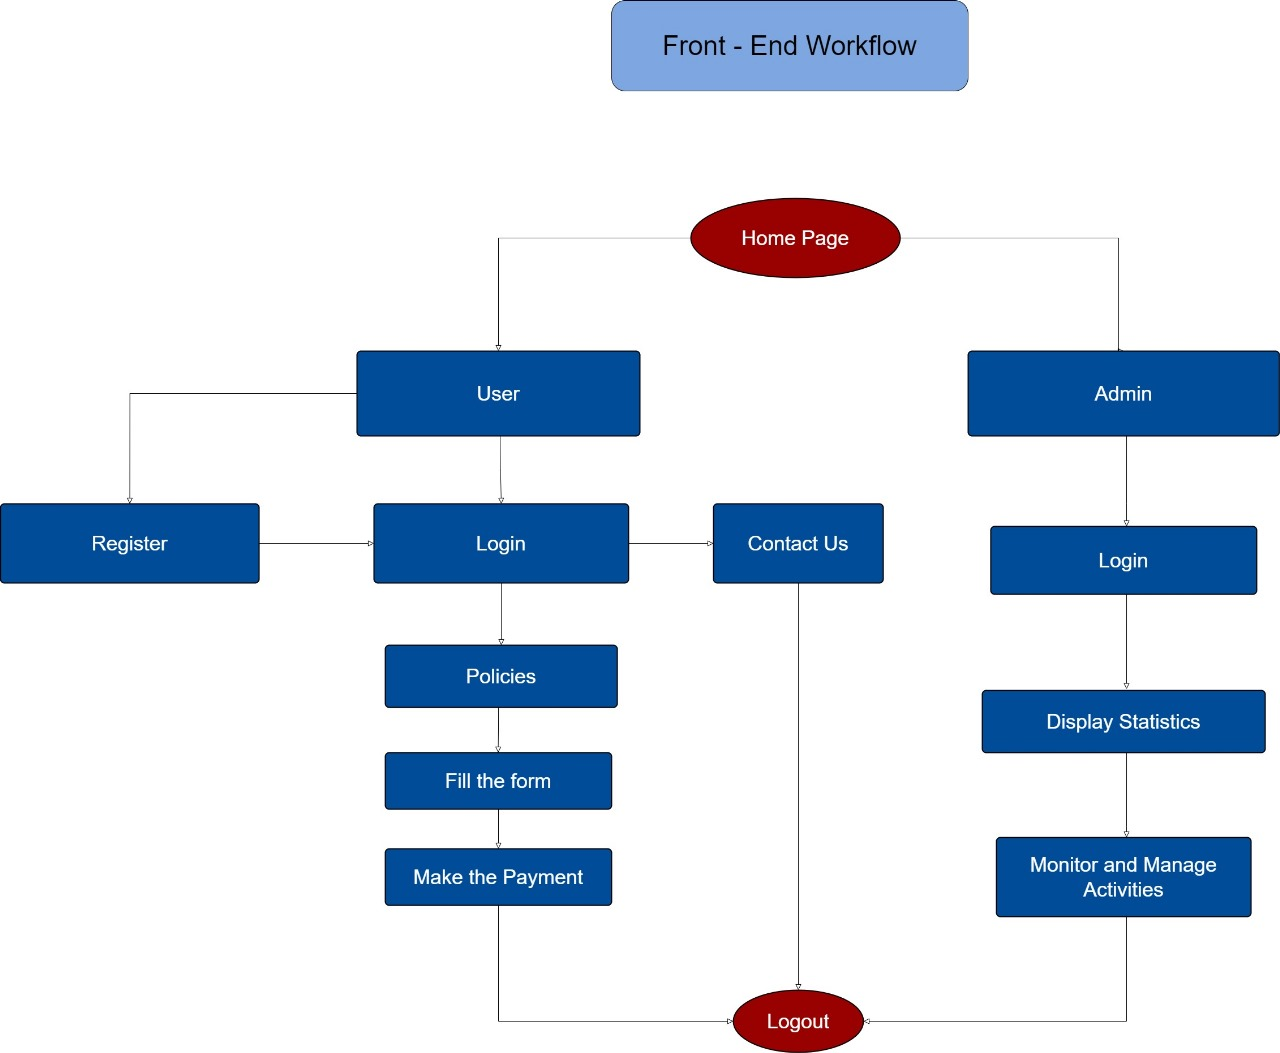 Front - End Workflow
Home Page
User
Admin
Register
Login
Contact Us
Login
Policies
Display Statistics
Fill the form
Make the Payment
Monitor and Manage
Activities
Logout